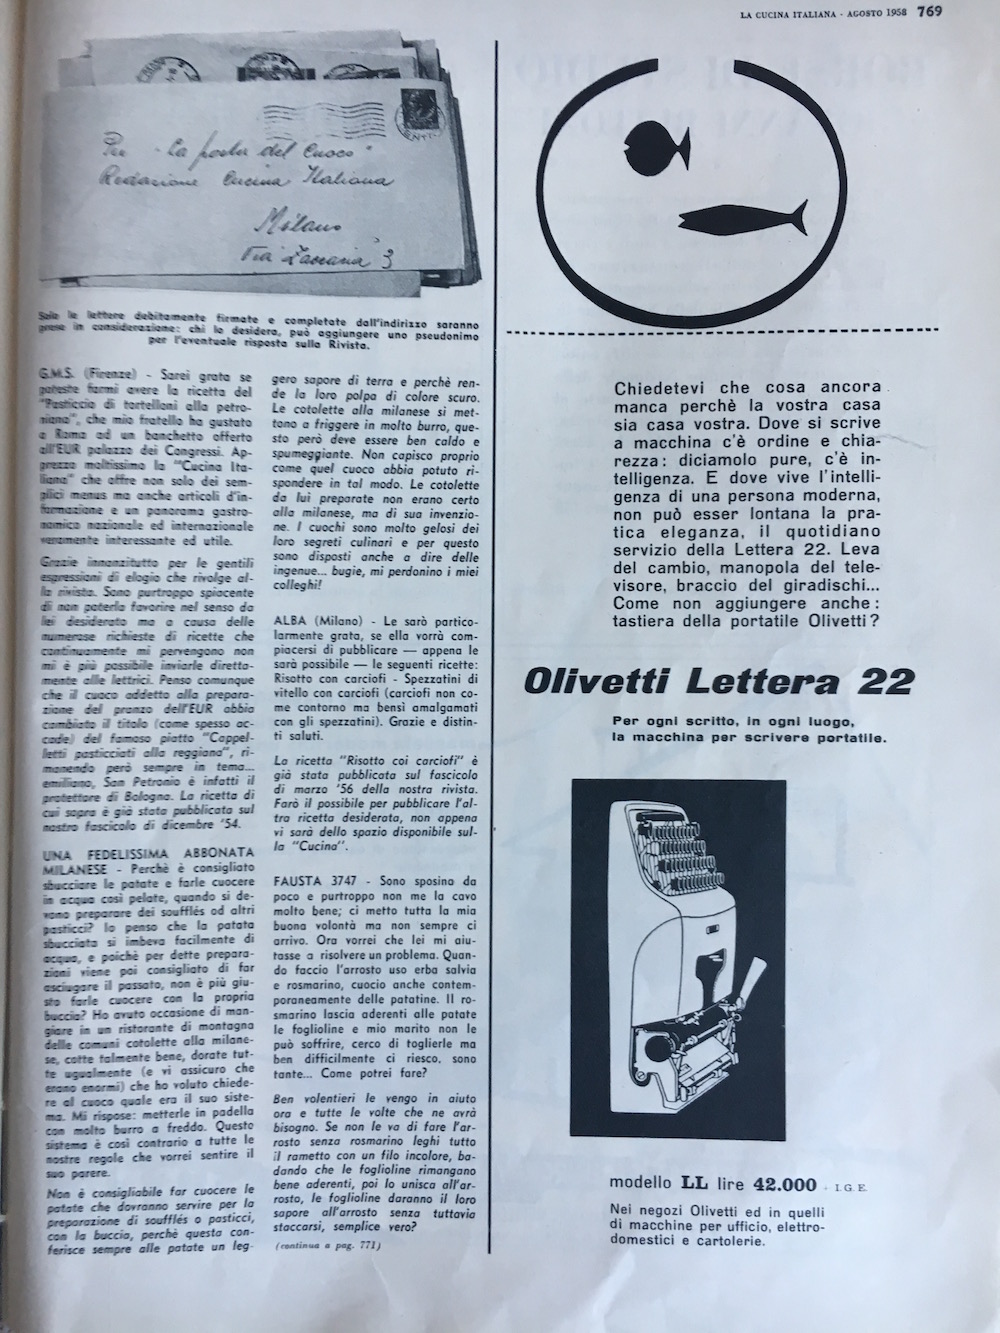 LA CUCINA ITALIANA - AGOSTO 1958 769
Per "La posta del Cuoco"
Redazione Cucina Italiana
Milano
Via Zaccaria 3
Solo le lettere debitamente firmate e completate dall'indirizzo saranno
prese in considerazione: chi lo desidera, può aggiungere uno pseudonimo
per l'eventuale risposta sulla Rivista.
G.M.S. (Firenze) - Sarei grata se
poteste farmi avere la ricetta del
"Pasticcio di tortelloni alla petro-
niana", che mio fratello ha gustato
a Roma ad un banchetto offerto
all'EUR palazzo dei Congressi. Ap-
prezzo moltissimo la "Cucina Ita-
liana" che offre non solo dei sem-
plici menus ma anche articoli d'in-
formazione e un panorama gastro-
nomico nazionale ed internazionale
veramente interessante ed utile.
Grazie innanzitutto per le gentili
espressioni di elogio che rivolge al-
la rivista. Sono purtroppo spiacente
di non poterla favorire nel senso da
lei desiderato ma a causa delle
numerose richieste di ricette che
continuamente mi pervengono non
mi è più possibile inviarle diretta-
mente alle lettrici. Penso comunque
che il cuoco addetto alla prepara-
zione del pranzo dell'EUR abbia
cambiato il titolo (come spesso ac-
cade) del famoso piatto "Cappel-
letti pasticciati alla reggiana", ri-
manendo però sempre in tema...
emiliano, San Petronio è infatti il
protettore di Bologna. La ricetta di
cui sopra è già stata pubblicata sul
nostro fascicolo di dicembre '54.
UNA FEDELISSIMA ABBONATA
MILANESE - Perchè è consigliato
sbucciare le patate e farle cuocere
in acqua così pelate, quando si de-
vono preparare dei soufflés od altri
pasticci? Io penso che la patata
sbucciata si imbeva facilmente di
acqua, e poichè per dette prepara-
zioni viene poi consigliato di far
asciugare il passato, non è più giu-
sto farle cuocere con la propria
buccia? Ho avuto occasione di man-
giare in un ristorante di montagna
delle comuni cotolette alla milane-
se, cotte talmente bene, dorate tut-
te ugualmente (e vi assicuro che
erano enormi) che ho voluto chiede-
re al cuoco quale era il suo siste-
ma. Mi rispose: metterle in padella
con molto burro a freddo. Questo
sistema è così contrario a tutte le
nostre regole che vorrei sentire il
suo parere.
Non è consigliabile far cuocere le
patate che dovranno servire per la
preparazione di soufflés o pasticci,
con la buccia, perchè questa con-
ferisce sempre alle patate un leg-
gero sapore di terra e perchè ren-
de la loro polpa di colore scuro.
Le cotolette alla milanese si met-
tono a friggere in molto burro, que-
sto però deve essere ben caldo e
spumeggiante. Non capisco proprio
come quel cuoco abbia potuto ri-
spondere in tal modo. Le cotolette
da lui preparate non erano certo
alla milanese, ma di sua invenzio-
ne. I cuochi sono molto gelosi dei
loro segreti culinari e per questo
sono disposti anche a dire delle
ingenue... bugie, mi perdonino i miei
colleghi!
ALBA (Milano) - Le sarò partico-
larmente grata, se ella vorrà com-
piacersi di pubblicare — appena le
sarà possibile — le seguenti ricette:
Risotto con carciofi - Spezzatini di
vitello con carciofi (carciofi non co-
me contorno ma bensì amalgamati
con gli spezzatini). Grazie e distin-
ti saluti.
La ricetta "Risotto coi carciofi" è
già stata pubblicata sul fascicolo
di marzo '56 della nostra rivista.
Farò il possibile per pubblicare l'al-
tra ricetta desiderata, non appena
vi sarà dello spazio disponibile sul-
la "Cucina".
FAUSTA 3747 - Sono sposina da
poco e purtroppo non me la cavo
molto bene; ci metto tutta la mia
buona volontà ma non sempre ci
arrivo. Ora vorrei che lei mi aiu-
tasse a risolvere un problema. Quan-
do faccio l'arrosto uso erba salvia
e rosmarino, cuocio anche contem-
poraneamente delle patatine. Il ro-
smarino lascia aderenti alle patate
le foglioline e mio marito non le
può soffrire, cerco di toglierle ma
ben difficilmente ci riesco, sono
tante... Come potrei fare?
Ben volentieri le vengo in aiuto
ora e tutte le volte che ne avrà
bisogno. Se non le va di fare l'ar-
rosto senza rosmarino leghi tutto
il rametto con un filo incolore, ba-
dando che le foglioline rimangano
bene aderenti, poi lo unisca all'ar-
rosto, le foglioline daranno il loro
sapore all'arrosto senza tuttavia
staccarsi, semplice vero?
(continua a pag. 771)
Chiedetevi che cosa ancora
manca perchè la vostra casa
sia casa vostra. Dove si scrive
a macchina c'è ordine e chia-
rezza: diciamolo pure, c'è in-
telligenza. E dove vive l'intelli-
genza di una persona moderna,
non può esser lontana la pra-
tica eleganza, il quotidiano
servizio della Lettera 22. Leva
del cambio, manopola del tele-
visore, braccio del giradischi...
Come non aggiungere anche:
tastiera della portatile Olivetti?
Olivetti Lettera 22
Per ogni scritto, in ogni luogo,
la macchina per scrivere portatile.
modello LL lire 42.000 + I.G.E.
Nei negozi Olivetti ed in quelli
di macchine per ufficio, elettro-
domestici e cartolerie.